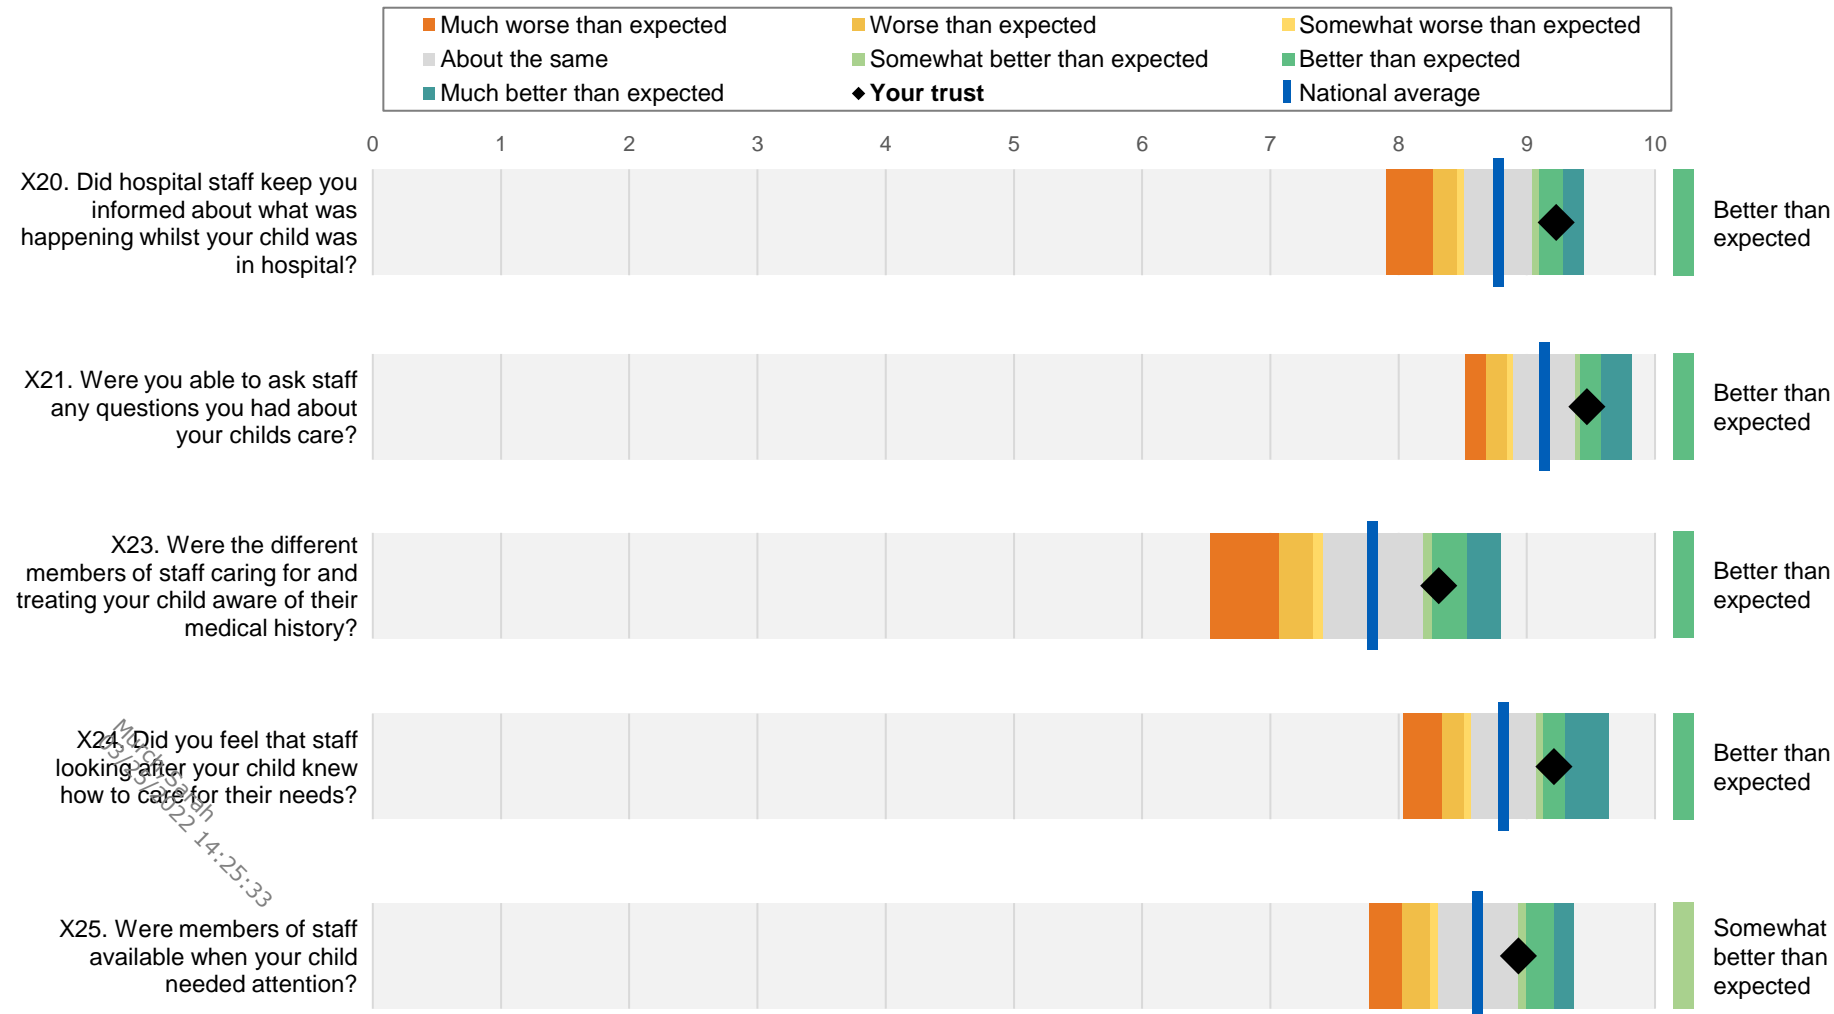 Much worse than expected
Worse than expected
Somewhat worse than expected
About the same
Somewhat better than expected
Better than expected
Much better than expected
Your trust
National average
0 1 2 3 4 5 6 7 8 9 10
X20. Did hospital staff keep you
informed about what was
happening whilst your child was
in hospital?
Better than
expected
X21. Were you able to ask staff
any questions you had about
your childs care?
Better than
expected
X23. Were the different
members of staff caring for and
treating your child aware of their
medical history?
Better than
expected
X24. Did you feel that staff
looking after your child knew
how to care for their needs?
Better than
expected
X25. Were members of staff
available when your child
needed attention?
Somewhat
better than
expected
14:25:33